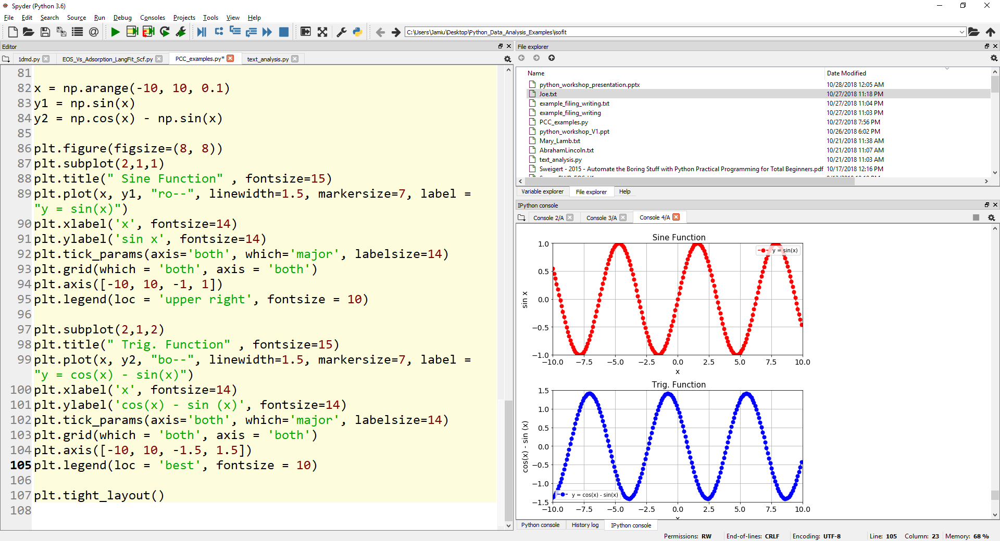 Spyder (Python 3.6)
File Edit Search Source Run Debug Consoles Projects Tools View Help
C:\Users\Jamiu\Desktop\Python_Data_Analysis_Examples\isofit
Editor
1dmd.py EOS_Vs_Adsorption_LangFit_Scf.py PCC_examples.py* text_analysis.py
81
82 x = np.arange(-10, 10, 0.1)
83 y1 = np.sin(x)
84 y2 = np.cos(x) - np.sin(x)
85
86 plt.figure(figsize=(8, 8))
87 plt.subplot(2,1,1)
88 plt.title(" Sine Function" , fontsize=15)
89 plt.plot(x, y1, "ro--", linewidth=1.5, markersize=7, label =
"y = sin(x)")
90 plt.xlabel('x', fontsize=14)
91 plt.ylabel('sin x', fontsize=14)
92 plt.tick_params(axis='both', which='major', labelsize=14)
93 plt.grid(which = 'both', axis = 'both')
94 plt.axis([-10, 10, -1, 1])
95 plt.legend(loc = 'upper right', fontsize = 10)
96
97 plt.subplot(2,1,2)
98 plt.title(" Trig. Function" , fontsize=15)
99 plt.plot(x, y2, "bo--", linewidth=1.5, markersize=7, label =
"y = cos(x) - sin(x)")
100 plt.xlabel('x', fontsize=14)
101 plt.ylabel('cos(x) - sin (x)', fontsize=14)
102 plt.tick_params(axis='both', which='major', labelsize=14)
103 plt.grid(which = 'both', axis = 'both')
104 plt.axis([-10, 10, -1.5, 1.5])
105 plt.legend(loc = 'best', fontsize = 10)
106
107 plt.tight_layout()
108
File explorer
Name Date Modified
python_workshop_presentation.pptx 10/28/2018 12:05 AM
Joe.txt 10/27/2018 11:18 PM
example_filing_writing.txt 10/27/2018 11:04 PM
example_filing_writing 10/27/2018 11:03 PM
PCC_examples.py 10/27/2018 7:56 PM
python_workshop_V1.ppt 10/26/2018 6:02 PM
Mary_Lamb.txt 10/21/2018 11:38 AM
AbrahamLincoln.txt 10/21/2018 11:07 AM
text_analysis.py 10/21/2018 11:03 AM
Sweigert - 2015 - Automate the Boring Stuff with Python Practical Programming for Total Beginners.pdf 10/17/2018 12:16 PM
Variable explorer File explorer Help
IPython console
Console 2/A Console 3/A Console 4/A
Sine Function
1.0
0.5
0.0
−0.5
−1.0
sin x
y = sin(x)
−10.0 −7.5 −5.0 −2.5 0.0 2.5 5.0 7.5 10.0
x
Trig. Function
1.5
1.0
0.5
0.0
−0.5
−1.0
−1.5
cos(x) - sin (x)
y = cos(x) - sin(x)
−10.0 −7.5 −5.0 −2.5 0.0 2.5 5.0 7.5 10.0
x
Python console History log IPython console
Permissions: RW End-of-lines: CRLF Encoding: UTF-8 Line: 105 Column: 23 Memory: 68 %